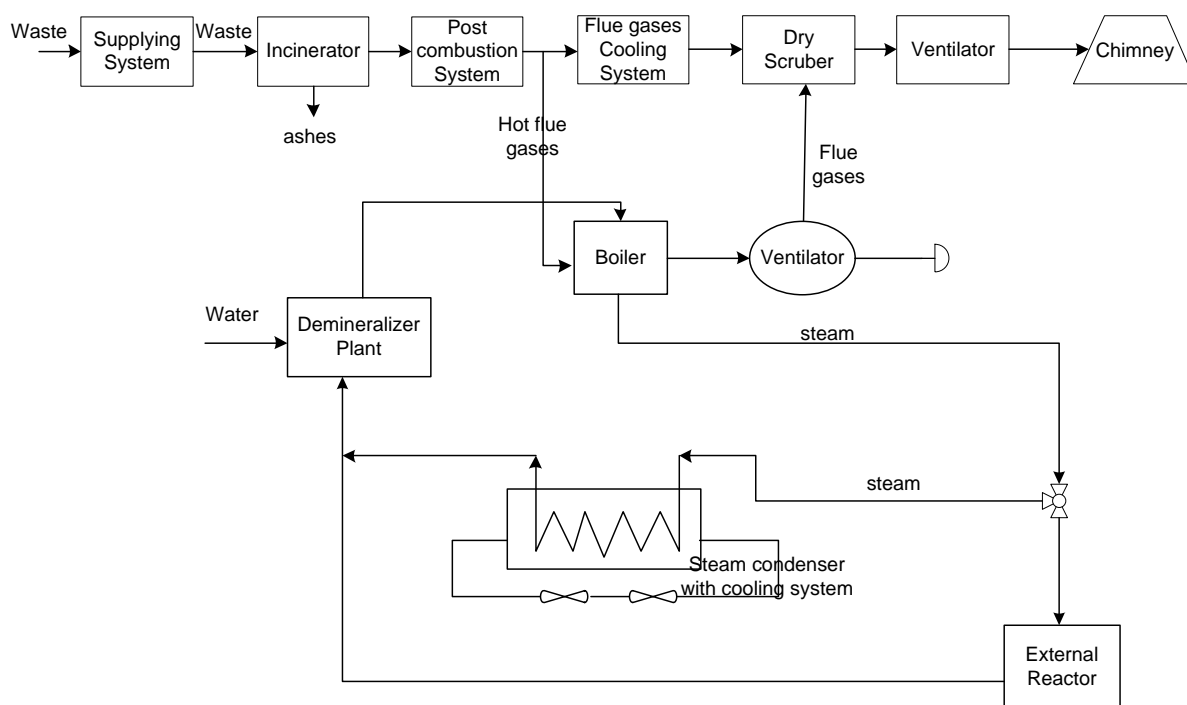 Waste
Supplying
System
Waste
Incinerator
Post
combustion
System
Flue gases
Cooling
System
Dry
Scruber
Ventilator
Chimney
ashes
Hot flue
gases
Flue
gases
Boiler
Ventilator
Water
Demineralizer
Plant
steam
steam
Steam condenser
with cooling system
External
Reactor